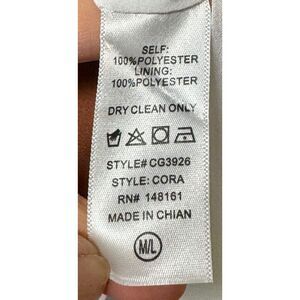 SELF:
100%POLYESTER
LINING:
100%POLYESTER
DRY CLEAN ONLY
STYLE# CG3926
STYLE: CORA
RN# 148161
MADE IN CHIAN
M/L